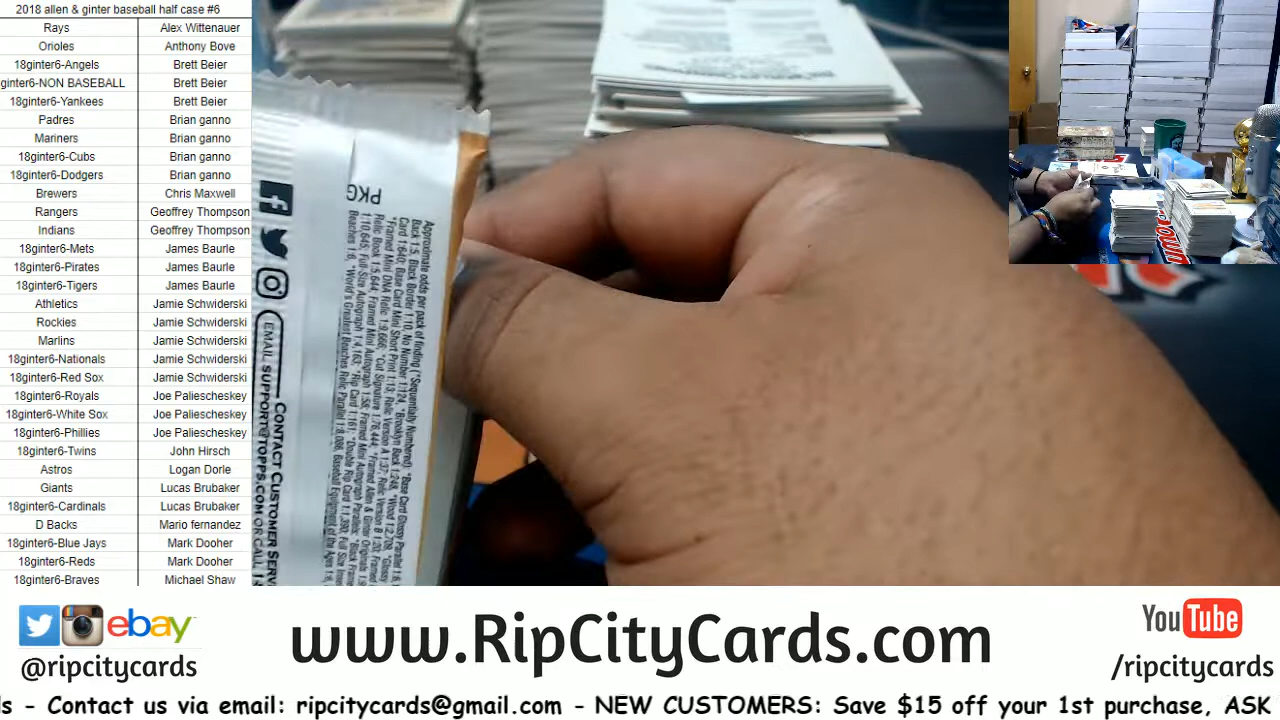 2018 allen & ginter baseball half case #6
Rays Alex Wittenauer
Orioles Anthony Bove
18ginter6-Angels Brett Beier
ginter6-NON BASEBALL Brett Beier
18ginter6-Yankees Brett Beier
Padres Brian ganno
Mariners Brian ganno
18ginter6-Cubs Brian ganno
18ginter6-Dodgers Brian ganno
Brewers Chris Maxwell
Rangers Geoffrey Thompson
Indians Geoffrey Thompson
18ginter6-Mets James Baurle
18ginter6-Pirates James Baurle
18ginter6-Tigers James Baurle
Athletics Jamie Schwiderski
Rockies Jamie Schwiderski
Marlins Jamie Schwiderski
18ginter6-Nationals Jamie Schwiderski
18ginter6-Red Sox Jamie Schwiderski
18ginter6-Royals Joe Paliescheskey
18ginter6-White Sox Joe Paliescheskey
18ginter6-Phillies Joe Paliescheskey
18ginter6-Twins John Hirsch
Astros Logan Dorle
Giants Lucas Brubaker
18ginter6-Cardinals Lucas Brubaker
D Backs Mario fernandez
18ginter6-Blue Jays Mark Dooher
18ginter6-Reds Mark Dooher
18ginter6-Braves Michael Shaw
PKG
Approximate odds per pack of finding
CONTACT CUSTOMER SERV
EMAIL SUPPORT@TOPPS.COM OR CALL
ebay
@ripcitycards
www.RipCityCards.com
YouTube
/ripcitycards
ds - Contact us via email: ripcitycards@gmail.com - NEW CUSTOMERS: Save $15 off your 1st purchase, ASK